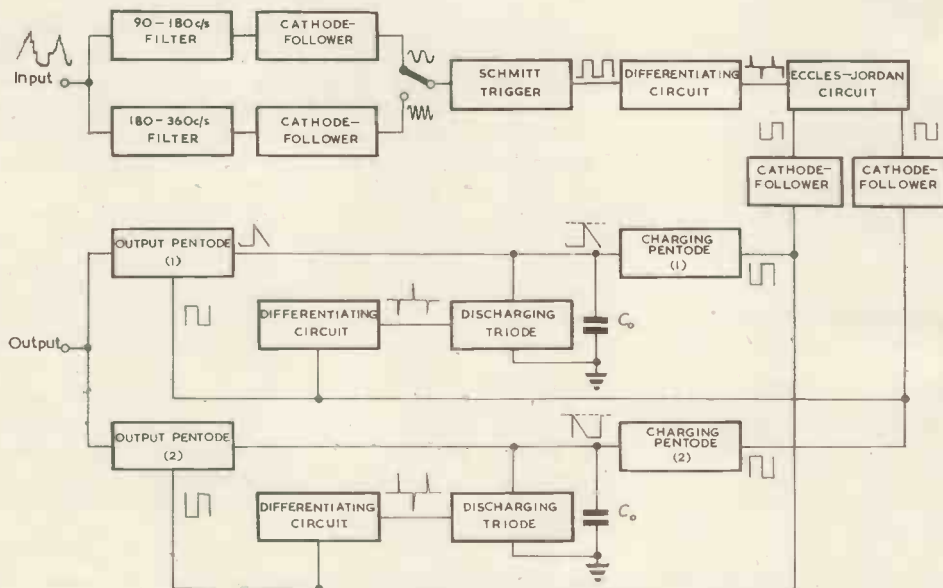 90-180c/s
FILTER
CATHODE-
FOLLOWER
Input
180-360c/s
FILTER
CATHODE-
FOLLOWER
SCHMITT
TRIGGER
DIFFERENTIATING
CIRCUIT
ECCLES-JORDAN
CIRCUIT
CATHODE-
FOLLOWER
CATHODE-
FOLLOWER
OUTPUT PENTODE
(1)
CHARGING
PENTODE
(1)
DIFFERENTIATING
CIRCUIT
DISCHARGING
TRIODE
Co
Output
OUTPUT PENTODE
(2)
CHARGING
PENTODE
(2)
DIFFERENTIATING
CIRCUIT
DISCHARGING
TRIODE
Co